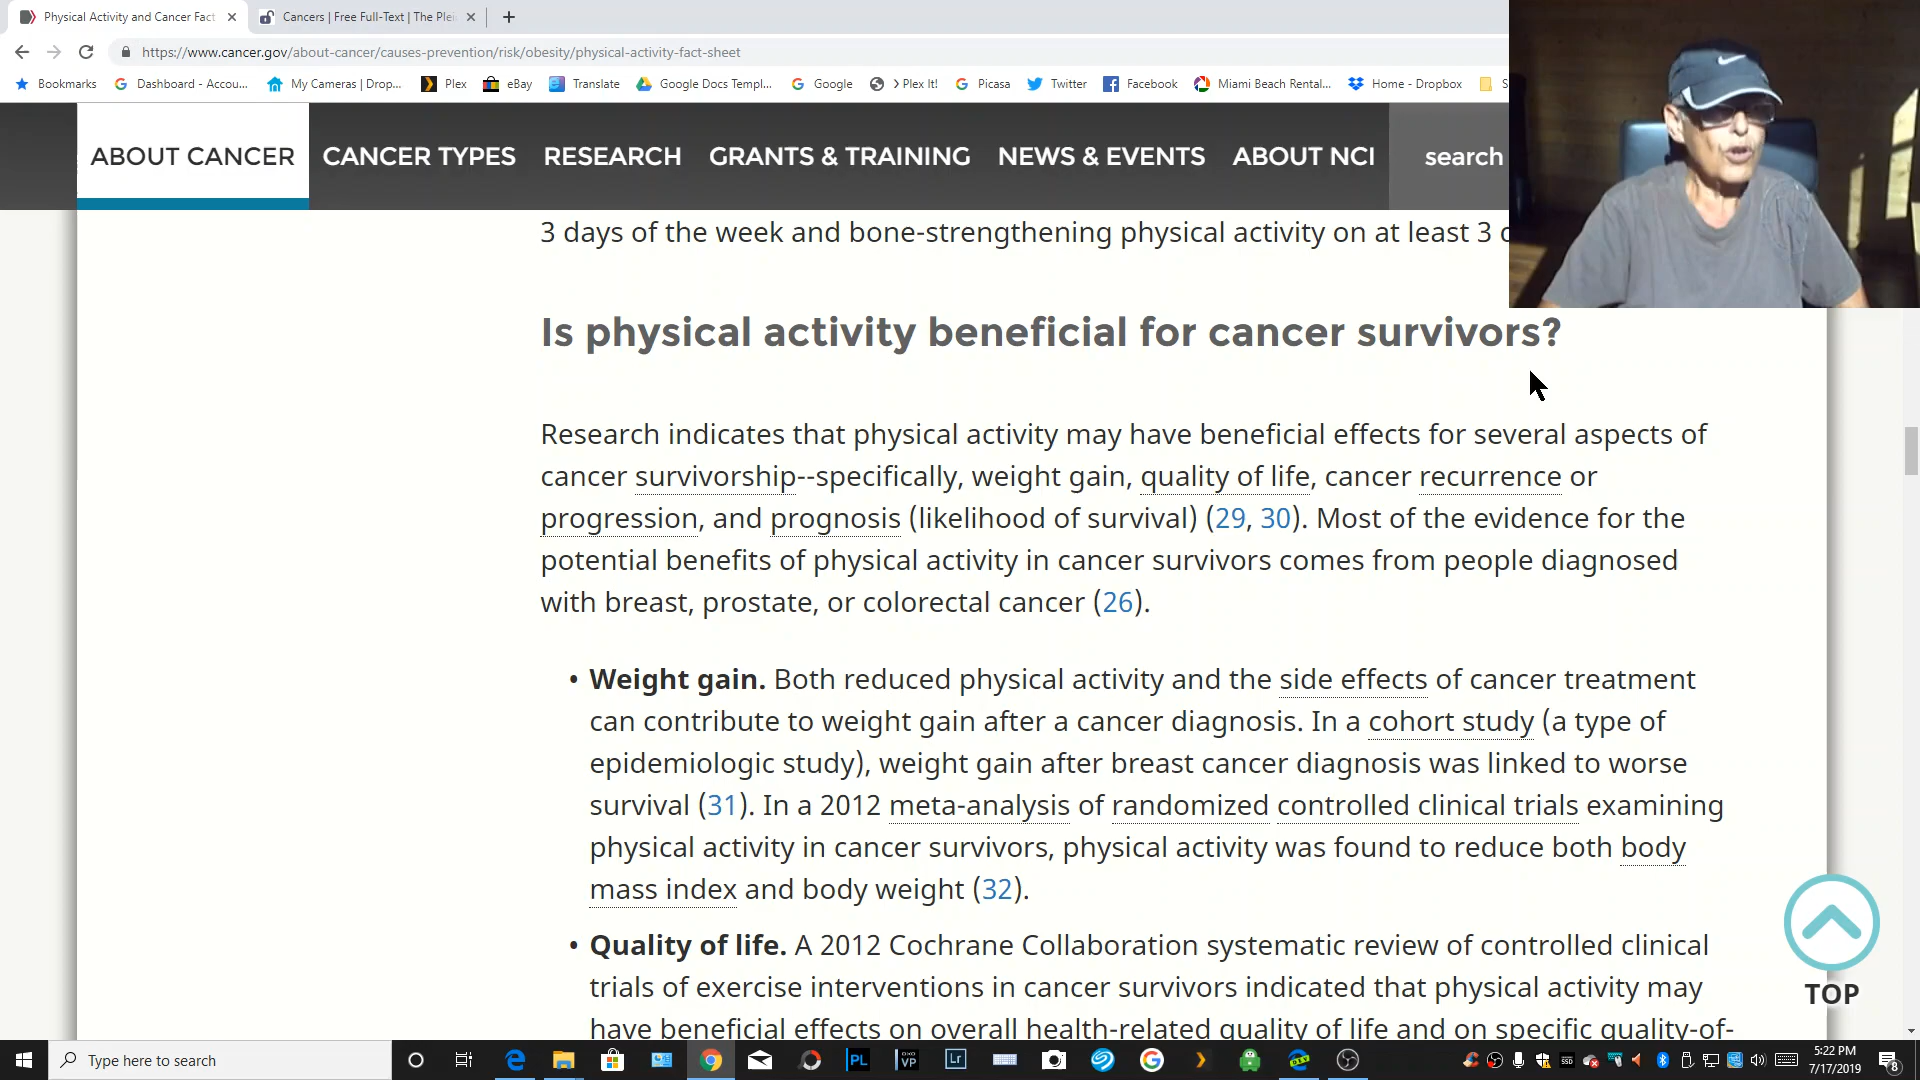 Physical Activity and Cancer Fact
Cancers | Free Full-Text | The Plei
https://www.cancer.gov/about-cancer/causes-prevention/risk/obesity/physical-activity-fact-sheet
Bookmarks Dashboard - Accou... My Cameras | Drop... Plex eBay Translate Google Docs Templ... Google > Plex It! Picasa Twitter Facebook Miami Beach Rental... Home - Dropbox S
ABOUT CANCER CANCER TYPES RESEARCH GRANTS & TRAINING NEWS & EVENTS ABOUT NCI search
3 days of the week and bone-strengthening physical activity on at least 3
Is physical activity beneficial for cancer survivors?
Research indicates that physical activity may have beneficial effects for several aspects of
cancer survivorship--specifically, weight gain, quality of life, cancer recurrence or
progression, and prognosis (likelihood of survival) (29, 30). Most of the evidence for the
potential benefits of physical activity in cancer survivors comes from people diagnosed
with breast, prostate, or colorectal cancer (26).
• Weight gain. Both reduced physical activity and the side effects of cancer treatment
can contribute to weight gain after a cancer diagnosis. In a cohort study (a type of
epidemiologic study), weight gain after breast cancer diagnosis was linked to worse
survival (31). In a 2012 meta-analysis of randomized controlled clinical trials examining
physical activity in cancer survivors, physical activity was found to reduce both body
mass index and body weight (32).
• Quality of life. A 2012 Cochrane Collaboration systematic review of controlled clinical
trials of exercise interventions in cancer survivors indicated that physical activity may
have beneficial effects on overall health-related quality of life and on specific quality-of-
TOP
Type here to search
PL
VP
Lr
DEV
SSD
5:22 PM
7/17/2019
8